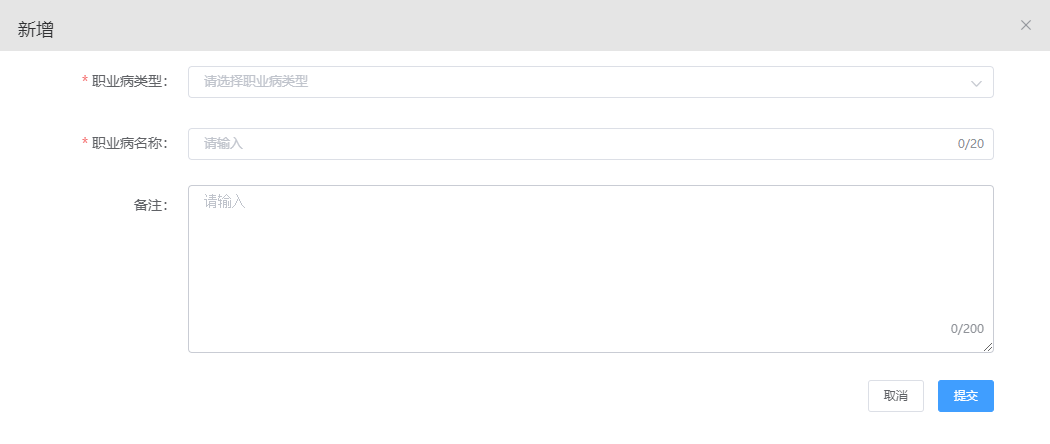 新增
* 职业病类型：
请选择职业病类型
* 职业病名称：
请输入
0/20
备注：
请输入
0/200
取消
提交